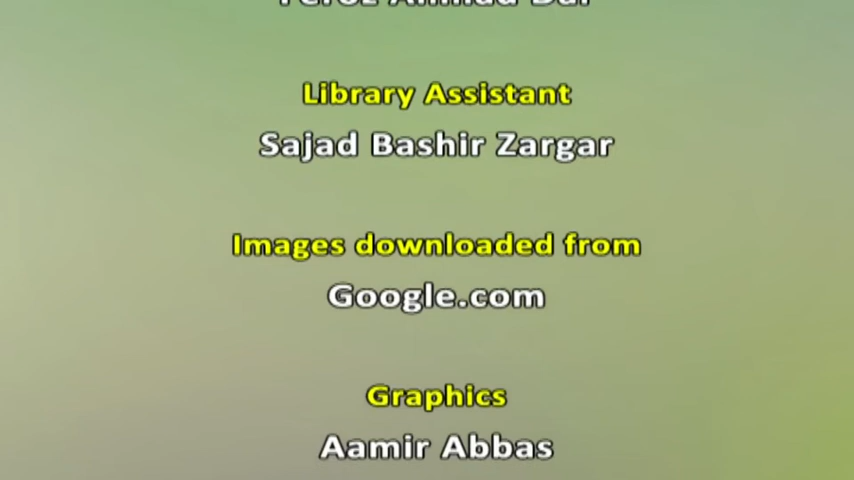 Library Assistant
Sajad Bashir Zargar
Images downloaded from
Google.com
Graphics
Aamir Abbas